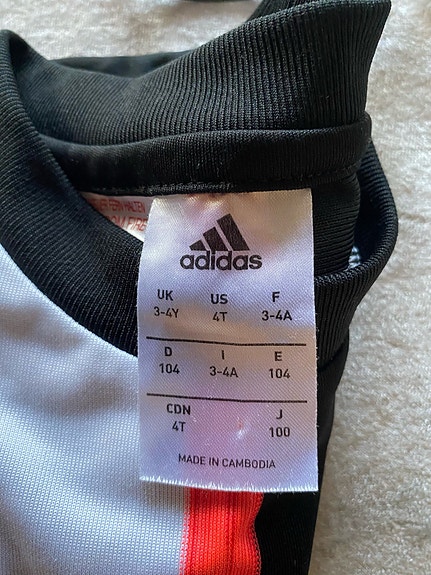 adidas
UK US F
3-4Y 4T 3-4A
D I E
104 3-4A 104
CDN J
4T 100
MADE IN CAMBODIA